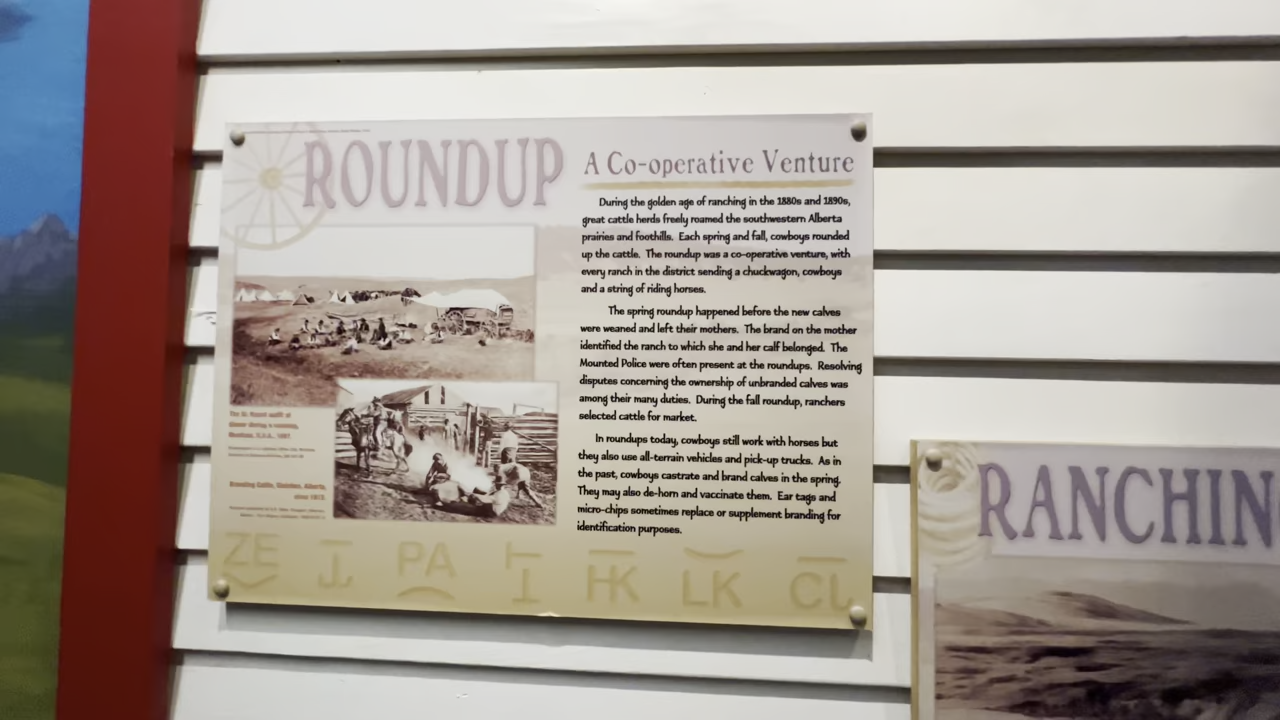 ROUNDUP
A Co-operative Venture
During the golden age of ranching in the 1880s and 1890s,
great cattle herds freely roamed the southwestern Alberta
prairies and foothills. Each spring and fall, cowboys rounded
up the cattle. The roundup was a co-operative venture, with
every ranch in the district sending a chuckwagon, cowboys
and a string of riding horses.
The spring roundup happened before the new calves
were weaned and left their mothers. The brand on the mother
identified the ranch to which she and her calf belonged. The
Mounted Police were often present at the roundups. Resolving
disputes concerning the ownership of unbranded calves was
among their many duties. During the fall roundup, ranchers
selected cattle for market.
In roundups today, cowboys still work with horses but
they also use all-terrain vehicles and pick-up trucks. As in
the past, cowboys castrate and brand calves in the spring.
They may also de-horn and vaccinate them. Ear tags and
micro-chips sometimes replace or supplement branding for
identification purposes.
Branding Cattle, Gleichen, Alberta,
ZE PA HK LK
RANCHIN